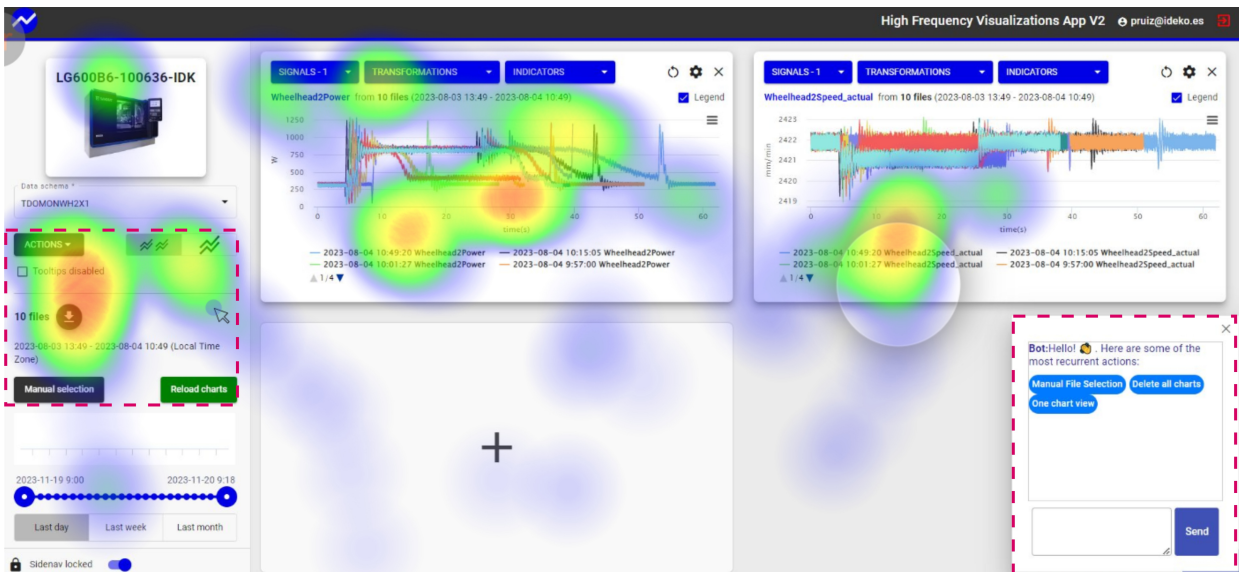 High Frequency Visualizations App V2
pruiz@ideko.es
LG600B6-100636-IDK
Data schema *
TDOMONWH2X1
ACTIONS
Tooltips disabled
10 files
2023-08-03 13:49 - 2023-08-04 10:49 (Local Time
Zone)
Manual selection
Reload charts
2023-11-19 9:00
2023-11-20 9:18
Last day
Last week
Last month
Sidenav locked
SIGNALS - 1
TRANSFORMATIONS
INDICATORS
Wheelhead2Power from 10 files (2023-08-03 13:49 - 2023-08-04 10:49)
Legend
1250
1000
750
500
250
0
W
0 10 20 30 40 50 60
time(s)
2023-08-04 10:49:20 Wheelhead2Power
2023-08-04 10:15:05 Wheelhead2Power
2023-08-04 10:01:27 Wheelhead2Power
2023-08-04 9:57:00 Wheelhead2Power
1/4
SIGNALS - 1
TRANSFORMATIONS
INDICATORS
Wheelhead2Speed_actual from 10 files (2023-08-03 13:49 - 2023-08-04 10:49)
Legend
2423
2422
2421
2420
2419
mm/min
0 10 20 30 40 50 60
time(s)
2023-08-04 10:49:20 Wheelhead2Speed_actual
2023-08-04 10:15:05 Wheelhead2Speed_actual
2023-08-04 10:01:27 Wheelhead2Speed_actual
2023-08-04 9:57:00 Wheelhead2Speed_actual
1/4
Bot:Hello! 👏 . Here are some of the
most recurrent actions:
Manual File Selection
Delete all charts
One chart view
Send